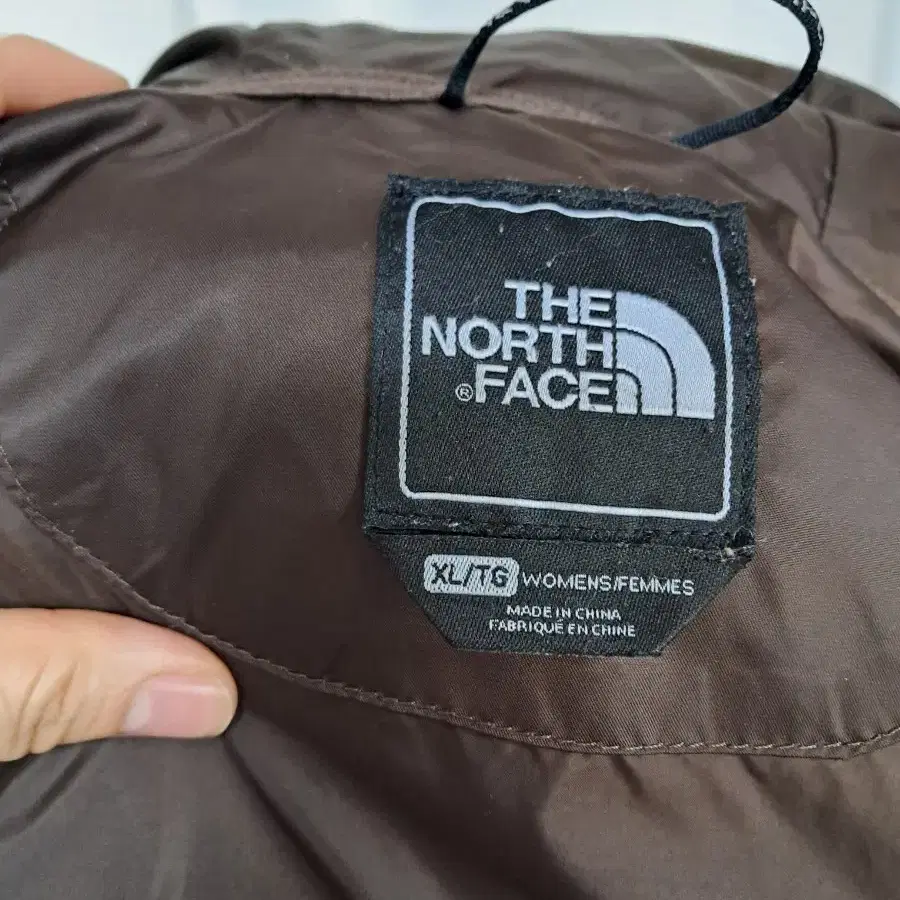 THE
NORTH
®FACE
XL/TG WOMENS/FEMMES
MADE IN CHINA
FABRIQUÉ EN CHINE